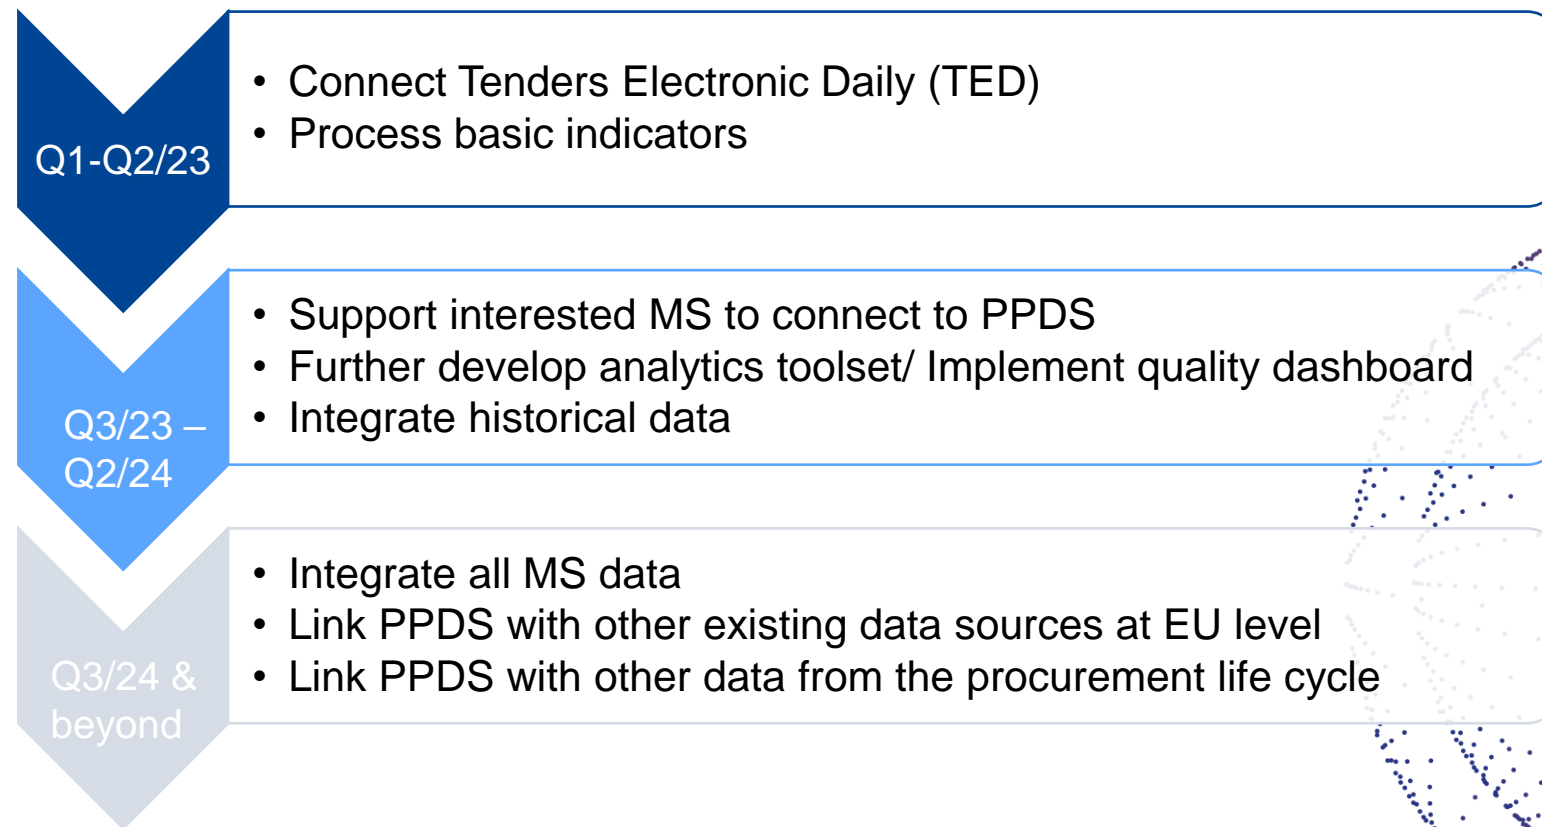 Q1-Q2/23
• Connect Tenders Electronic Daily (TED)
• Process basic indicators
Q3/23 –
Q2/24
• Support interested MS to connect to PPDS
• Further develop analytics toolset/ Implement quality dashboard
• Integrate historical data
Q3/24 &
beyond
• Integrate all MS data
• Link PPDS with other existing data sources at EU level
• Link PPDS with other data from the procurement life cycle